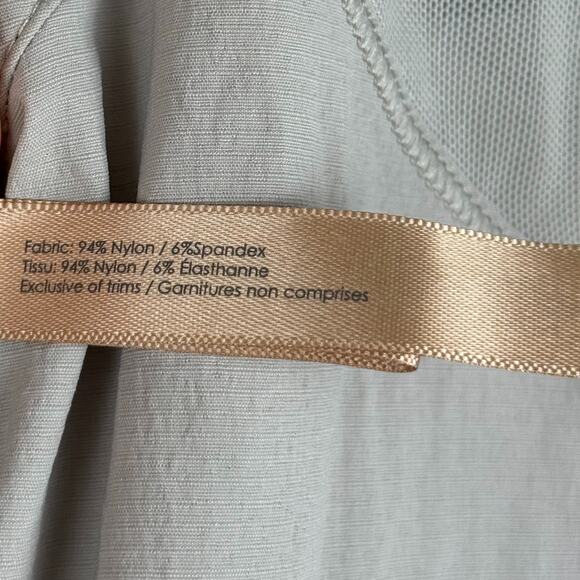 Fabric: 94% Nylon / 6%Spandex
Tissu: 94% Nylon / 6% Élasthanne
Exclusive of trims / Garnitures non comprises